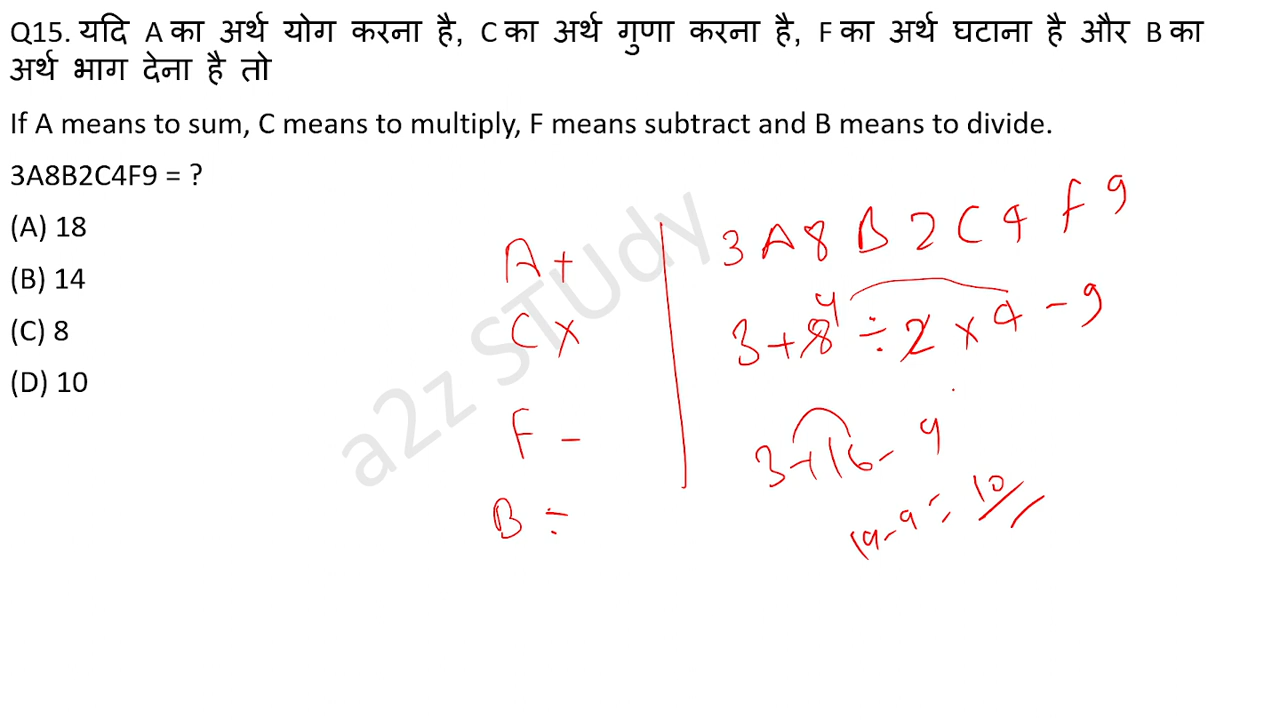 Q15. यदि A का अर्थ योग करना है, C का अर्थ गुणा करना है, F का अर्थ घटाना है और B का
अर्थ भाग देना है तो
If A means to sum, C means to multiply, F means subtract and B means to divide.
3A8B2C4F9 = ?
(A) 18
(B) 14
(C) 8
(D) 10
a2z STUdy
A +
C ×
F -
B ÷
3 A 8 B 2 C 4 F 9
4
3 + 8 ÷ 2 × 4 - 9
3 + 16 - 9
19 - 9 = 10